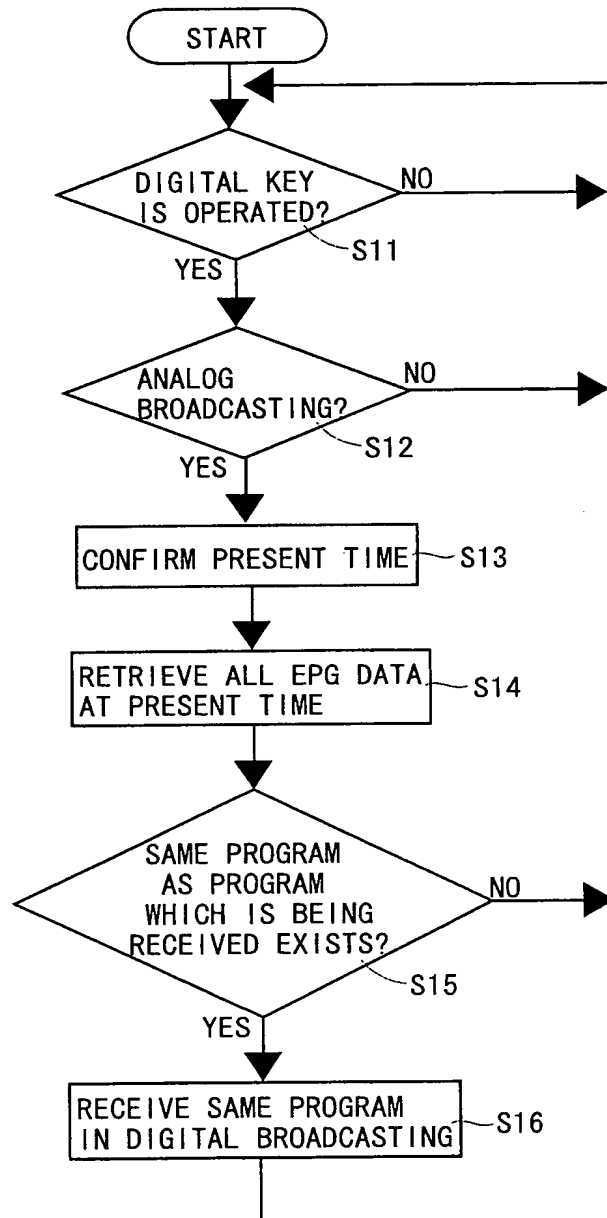 START
DIGITAL KEY
IS OPERATED?
NO
S11
YES
ANALOG
BROADCASTING?
NO
S12
YES
CONFIRM PRESENT TIME
S13
RETRIEVE ALL EPG DATA
AT PRESENT TIME
S14
SAME PROGRAM
AS PROGRAM
WHICH IS BEING
RECEIVED EXISTS?
NO
S15
YES
RECEIVE SAME PROGRAM
IN DIGITAL BROADCASTING
S16